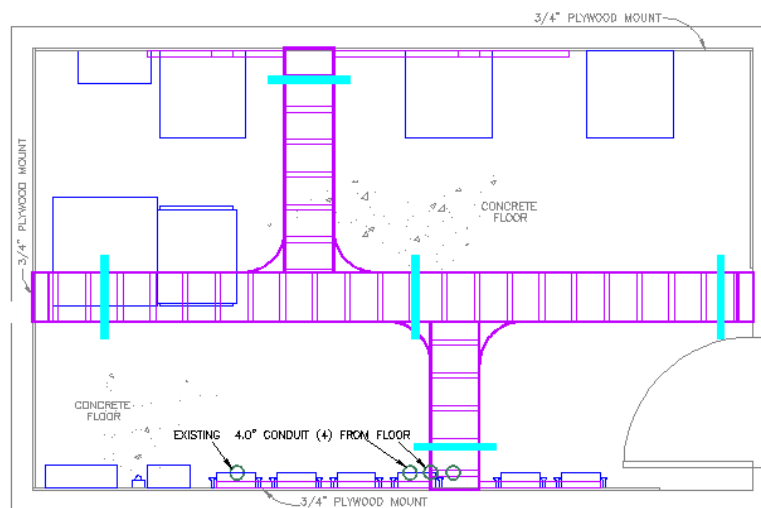 3/4" PLYWOOD MOUNT
3/4" PLYWOOD MOUNT
CONCRETE
FLOOR
CONCRETE
FLOOR
EXISTING 4.0" CONDUIT (4) FROM FLOOR
3/4" PLYWOOD MOUNT